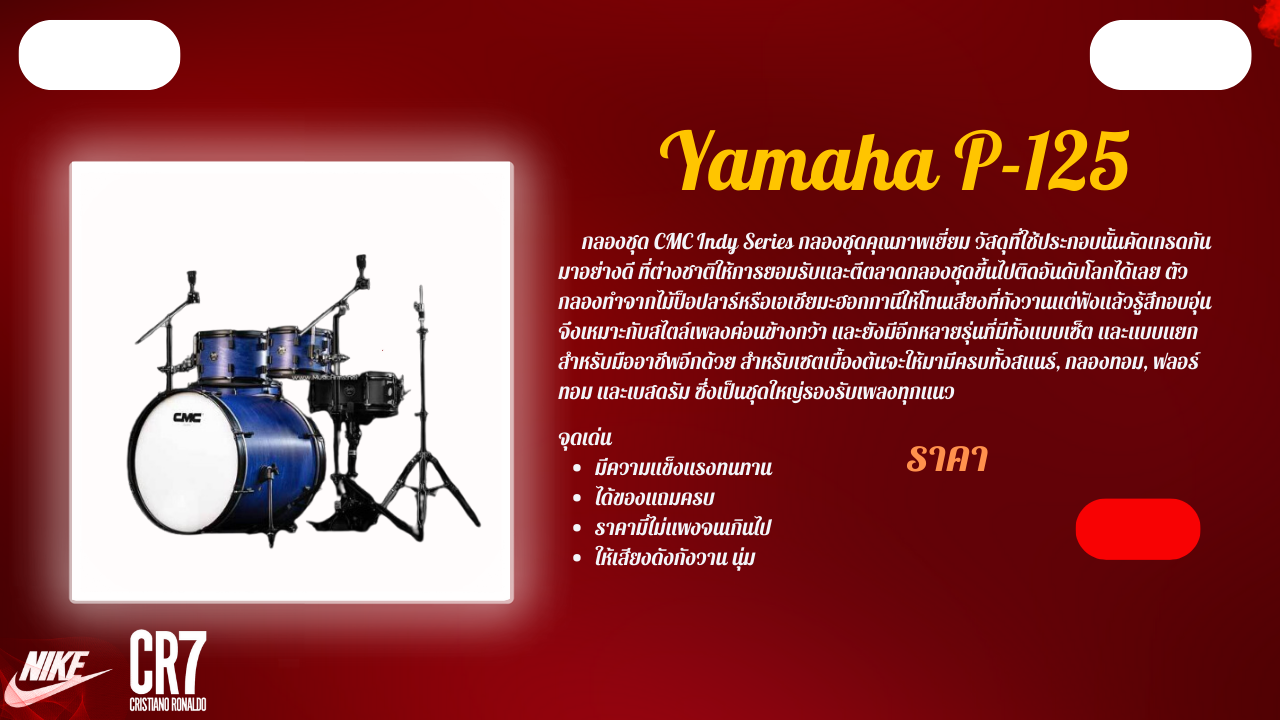 Yamaha P-125
กลองชุด CMC Indy Series กลองชุดคุณภาพเยี่ยม วัสดุที่ใช้ประกอบนั้นคัดเกรดกัน
มาอย่างดี ที่ต่างชาติให้การยอมรับและตีตลาดกลองชุดขึ้นไปติดอันดับโลกได้เลย ตัว
กลองทำจากไม้ป็อปลาร์หรือเอเชียมะฮอกกานีให้โทนเสียงที่กังวานแต่ฟังแล้วรู้สึกอบอุ่น
จึงเหมาะกับสไตล์เพลงค่อนข้างกว้า และยังมีอีกหลายรุ่นที่มีทั้งแบบเซ็ต และแบบแยก
สำหรับมืออาชีพอีกด้วย สำหรับเซตเบื้องต้นจะให้มามีครบทั้งสแนร์, กลองทอม, ฟลอร์
ทอม และเบสดรัม ซึ่งเป็นชุดใหญ่รองรับเพลงทุกแนว
จุดเด่น
มีความแข็งแรงทนทาน
ได้ของแถมครบ
ราคามี่ไม่แพงจนเกินไป
ให้เสียงดังกังวาน นุ่ม
ราคา
CMC
NIKE
CR7
CRISTIANO RONALDO